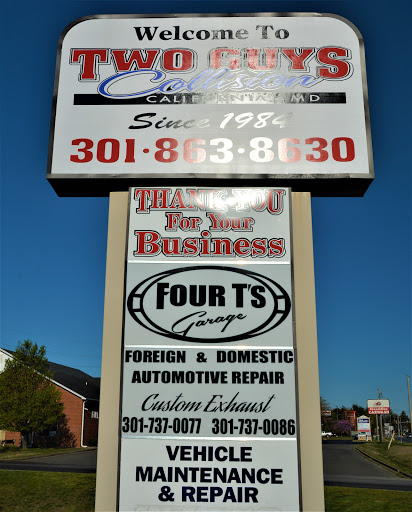 Welcome To
TWO GUYS
Collision
CALIFORNIA, MD
Since 1984
301·863·8630
THANK YOU
For Your
Business
FOUR T'S
Garage
FOREIGN & DOMESTIC
AUTOMOTIVE REPAIR
Custom Exhaust
301-737-0077 301-737-0086
VEHICLE
MAINTENANCE
& REPAIR